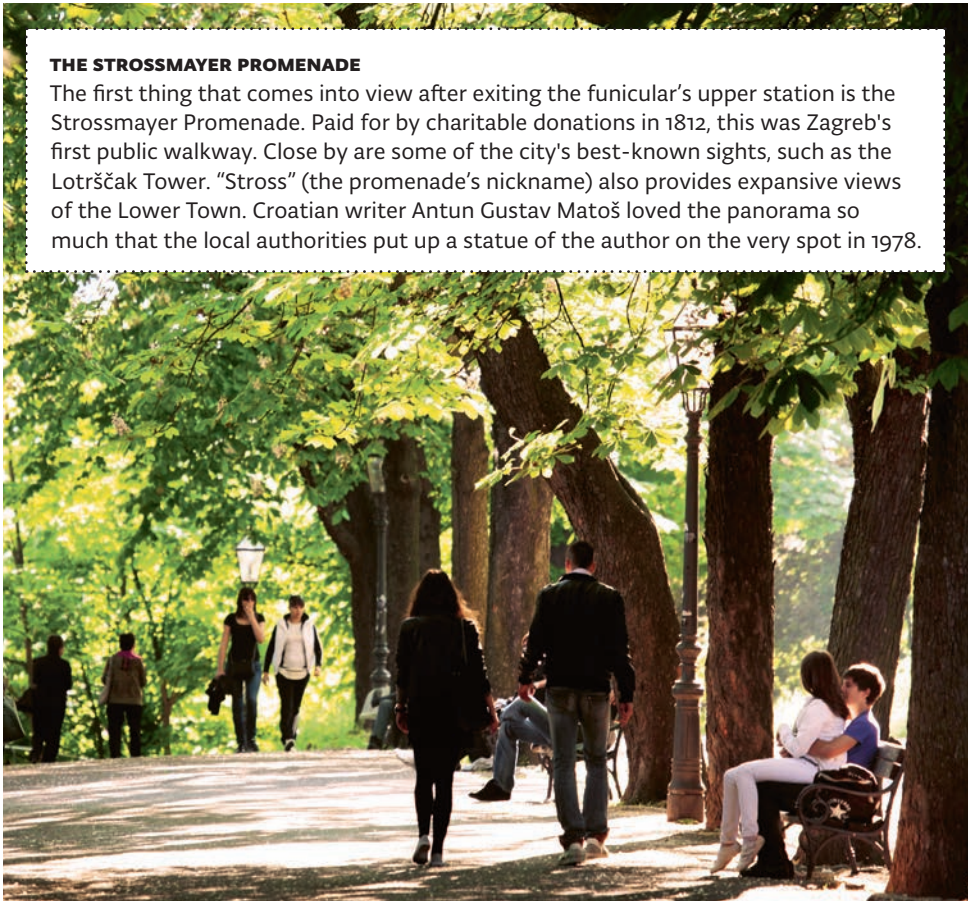 THE STROSSMAYER PROMENADE
The first thing that comes into view after exiting the funicular’s upper station is the
Strossmayer Promenade. Paid for by charitable donations in 1812, this was Zagreb's
first public walkway. Close by are some of the city's best-known sights, such as the
Lotrščak Tower. “Stross” (the promenade’s nickname) also provides expansive views
of the Lower Town. Croatian writer Antun Gustav Matoš loved the panorama so
much that the local authorities put up a statue of the author on the very spot in 1978.